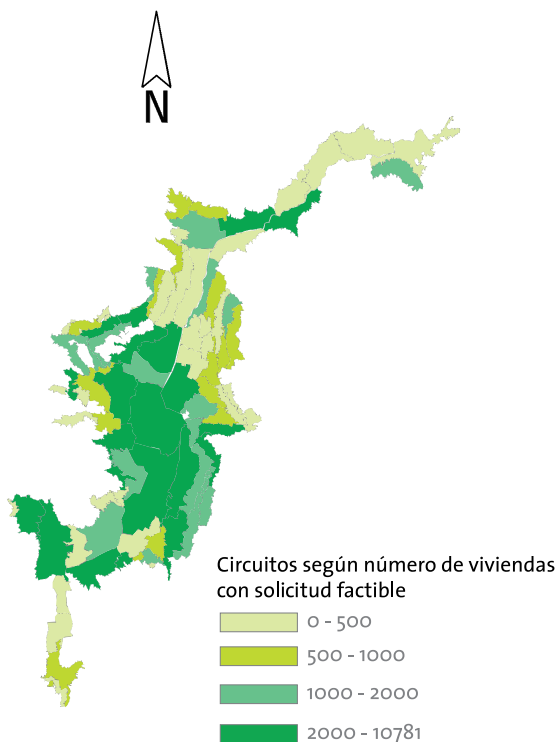 N
Circuitos según número de viviendas
con solicitud factible
0 - 500
500 - 1000
1000 - 2000
2000 - 10781